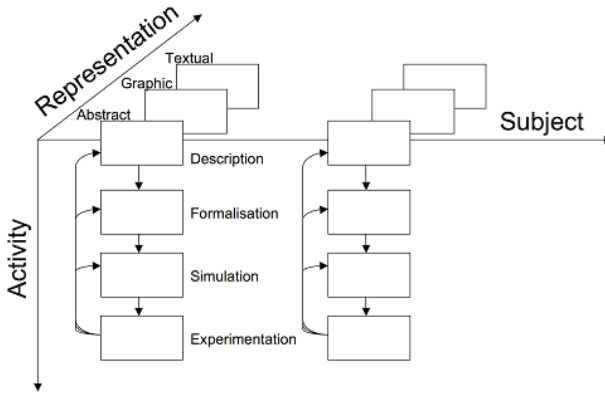 Representation
Textual
Graphic
Abstract
Subject
Description
Formalisation
Activity
Simulation
Experimentation